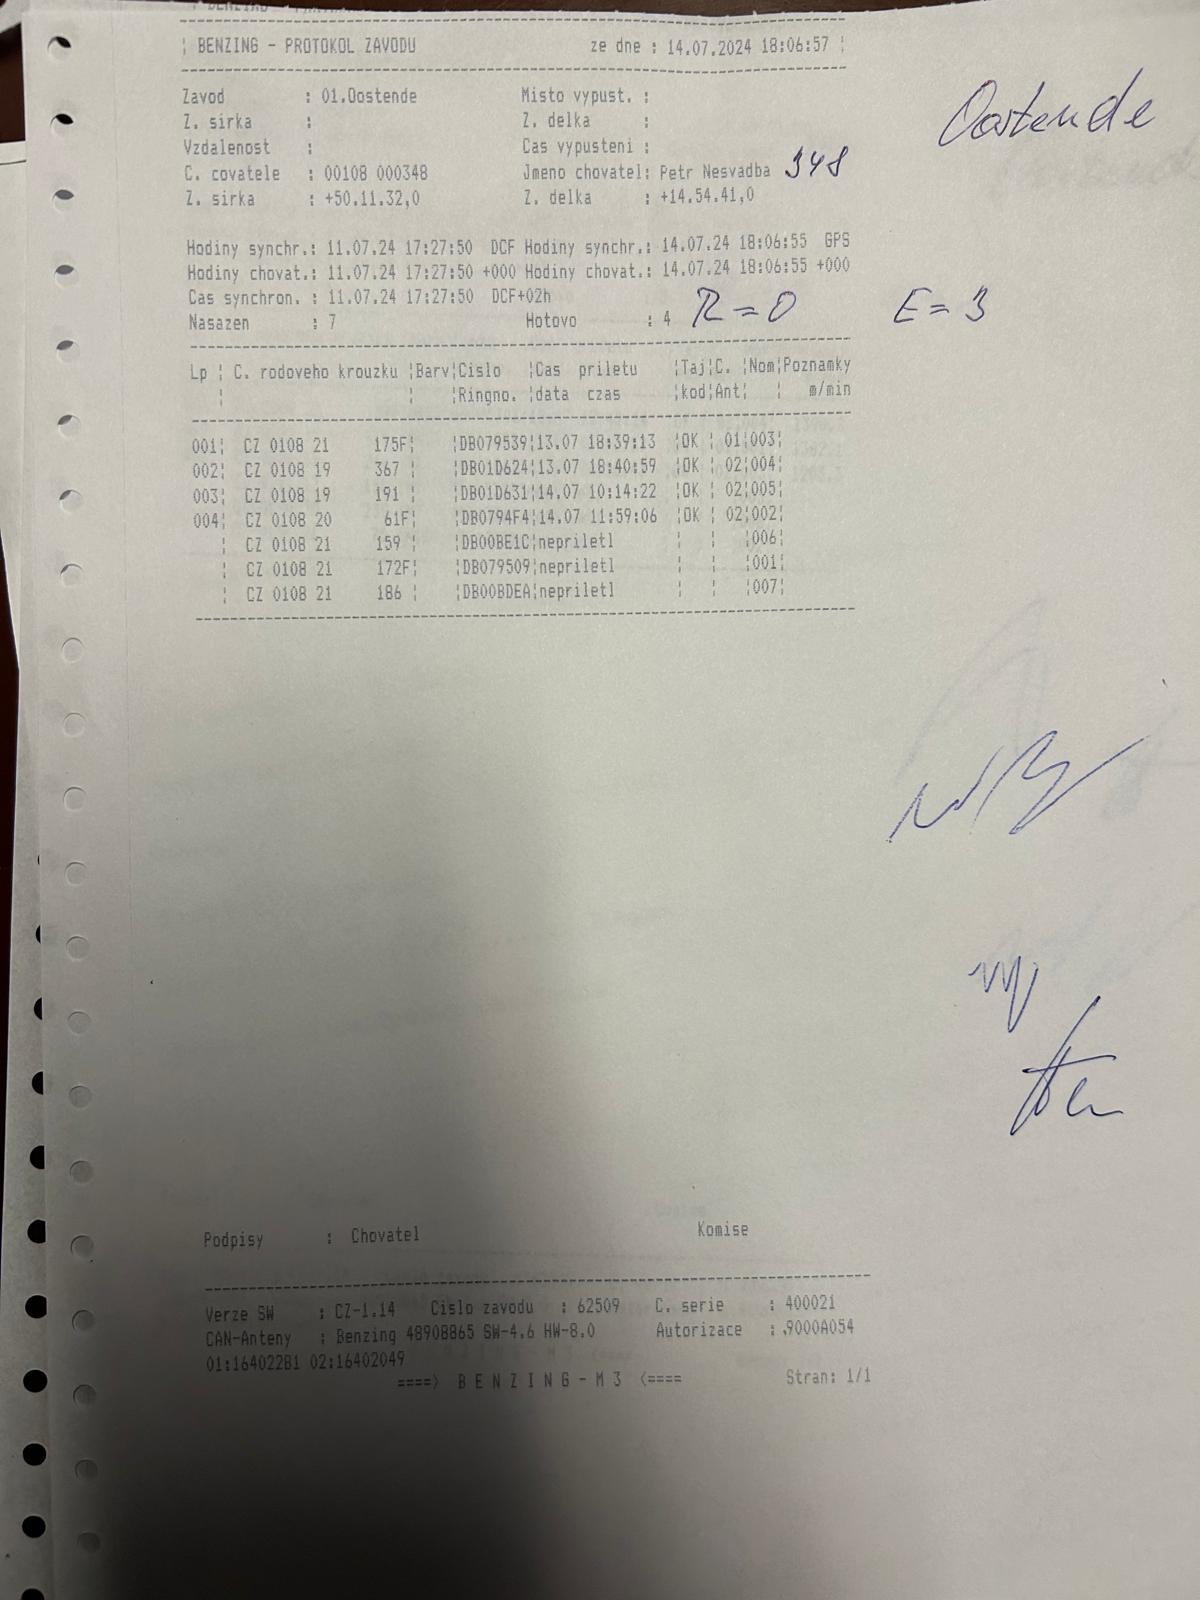 ¦ BENZING - PROTOKOL ZAVODU ze dne : 14.07.2024 18:06:57 ¦
Oostende
Zavod : 01.Oostende Misto vypust. :
Z. sirka : Z. delka :
Vzdalenost : Cas vypusteni :
C. covatele : 00108 000348 Jmeno chovatel: Petr Nesvadba 348
Z. sirka : +50.11.32,0 Z. delka : +14.54.41,0
Hodiny synchr.: 11.07.24 17:27:50 DCF Hodiny synchr.: 14.07.24 18:06:55 GPS
Hodiny chovat.: 11.07.24 17:27:50 +000 Hodiny chovat.: 14.07.24 18:06:55 +000
Cas synchron. : 11.07.24 17:27:50 DCF+02h
Nasazen : 7 Hotovo : 4 R=0 E=3
Lp ¦ C. rodoveho krouzku ¦Barv¦Cislo ¦Cas priletu ¦Taj¦C. ¦Nom¦Poznamky
¦ ¦ ¦Ringno. ¦data czas ¦kod¦Ant¦ ¦ m/min
001¦ CZ 0108 21 175F¦ ¦DB079539¦13.07 18:39:13 ¦OK ¦ 01¦003¦
002¦ CZ 0108 19 367 ¦ ¦DB01D624¦13.07 18:40:59 ¦OK ¦ 02¦004¦
003¦ CZ 0108 19 191 ¦ ¦DB01D631¦14.07 10:14:22 ¦OK ¦ 02¦005¦
004¦ CZ 0108 20 61F¦ ¦DB0794F4¦14.07 11:59:06 ¦OK ¦ 02¦002¦
¦ CZ 0108 21 159 ¦ ¦DB00BE1C¦nepriletl ¦ ¦ ¦006¦
¦ CZ 0108 21 172F¦ ¦DB079509¦nepriletl ¦ ¦ ¦001¦
¦ CZ 0108 21 186 ¦ ¦DB00BDEA¦nepriletl ¦ ¦ ¦007¦
Podpisy : Chovatel Komise
Verze SW : CZ-1.14 Cislo zavodu : 62509 C. serie : 400021
CAN-Anteny : Benzing 48908865 SW-4.6 HW-8.0 Autorizace : 9000A054
01:164022B1 02:16402049
====> B E N Z I N G - M 3 <==== Stran: 1/1